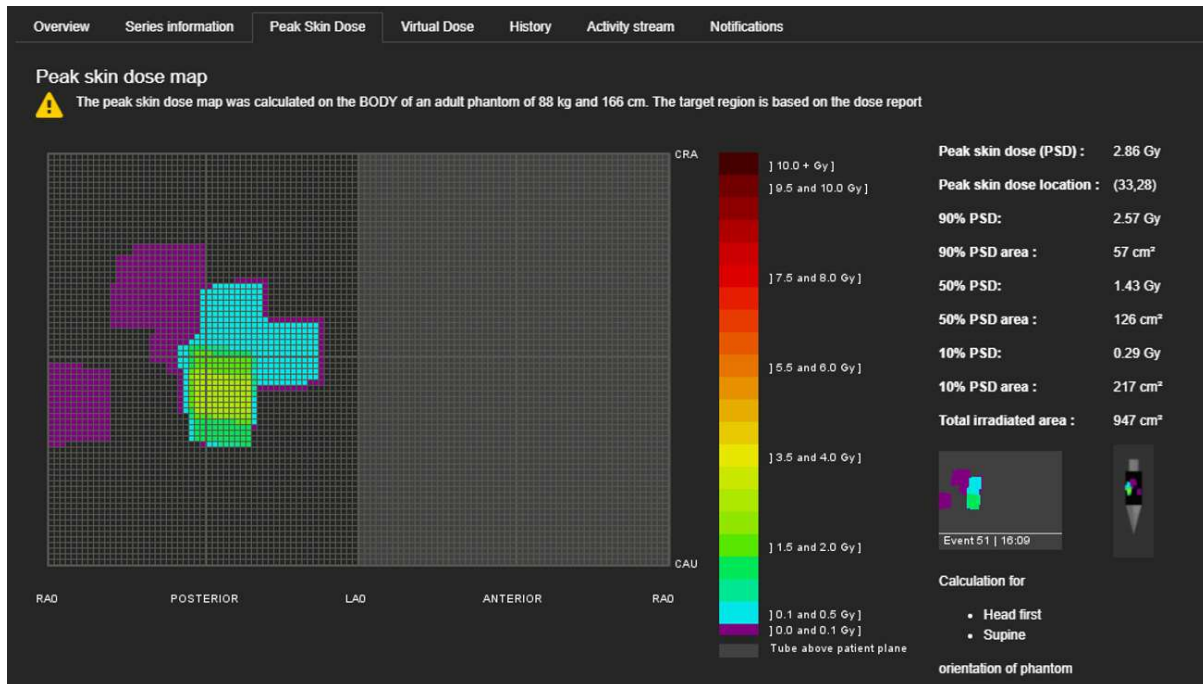 Overview Series information Peak Skin Dose Virtual Dose History Activity stream Notifications
Peak skin dose map
The peak skin dose map was calculated on the BODY of an adult phantom of 88 kg and 166 cm. The target region is based on the dose report
CRA
CAU
RAO POSTERIOR LAO ANTERIOR RAO
] 10.0 + Gy ]
] 9.5 and 10.0 Gy ]
] 7.5 and 8.0 Gy ]
] 5.5 and 6.0 Gy ]
] 3.5 and 4.0 Gy ]
] 1.5 and 2.0 Gy ]
] 0.1 and 0.5 Gy ]
] 0.0 and 0.1 Gy ]
Tube above patient plane
Peak skin dose (PSD) : 2.86 Gy
Peak skin dose location : (33,28)
90% PSD: 2.57 Gy
90% PSD area : 57 cm²
50% PSD: 1.43 Gy
50% PSD area : 126 cm²
10% PSD: 0.29 Gy
10% PSD area : 217 cm²
Total irradiated area : 947 cm²
Event 51 | 16:09
Calculation for
• Head first
• Supine
orientation of phantom